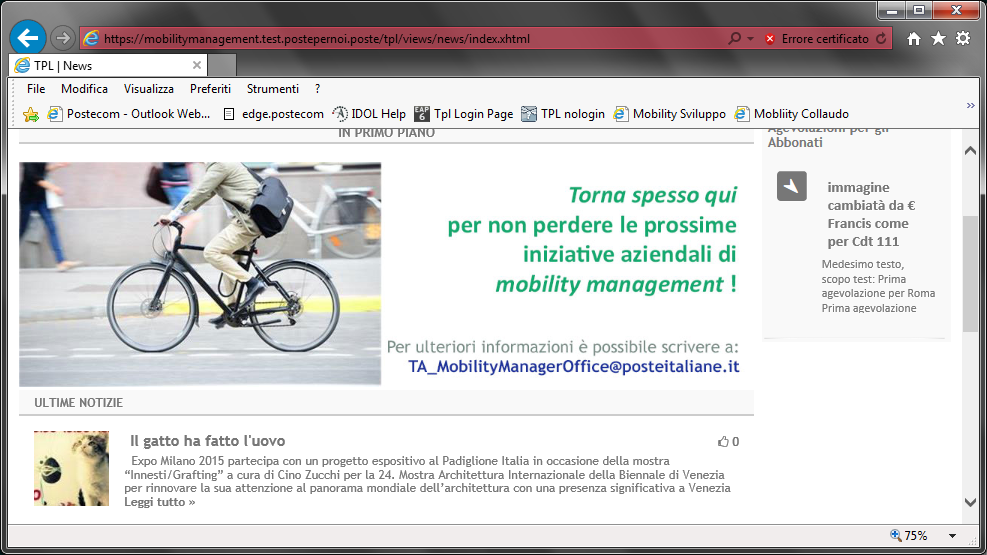 https://mobilitymanagement.test.postepernoi.poste/tpl/views/news/index.xhtml
Errore certificato
TPL | News
File Modifica Visualizza Preferiti Strumenti ?
Postecom - Outlook Web... edge.postecom IDOL Help Tpl Login Page TPL nologin Mobility Sviluppo Mobliity Collaudo »
IN PRIMO PIANO
Torna spesso qui
per non perdere le prossime
iniziative aziendali di
mobility management !
Per ulteriori informazioni è possibile scrivere a:
TA_MobilityManagerOffice@posteitaliane.it
ULTIME NOTIZIE
Il gatto ha fatto l'uovo
0
Expo Milano 2015 partecipa con un progetto espositivo al Padiglione Italia in occasione della mostra
“Innesti/Grafting” a cura di Cino Zucchi per la 24. Mostra Architettura Internazionale della Biennale di Venezia
per rinnovare la sua attenzione al panorama mondiale dell’architettura con una presenza significativa a Venezia
Leggi tutto »
Agevolazioni per gli
Abbonati
immagine
cambiatà da €
Francis come
per Cdt 111
Medesimo testo,
scopo test: Prima
agevolazione per Roma
Prima agevolazione
75%